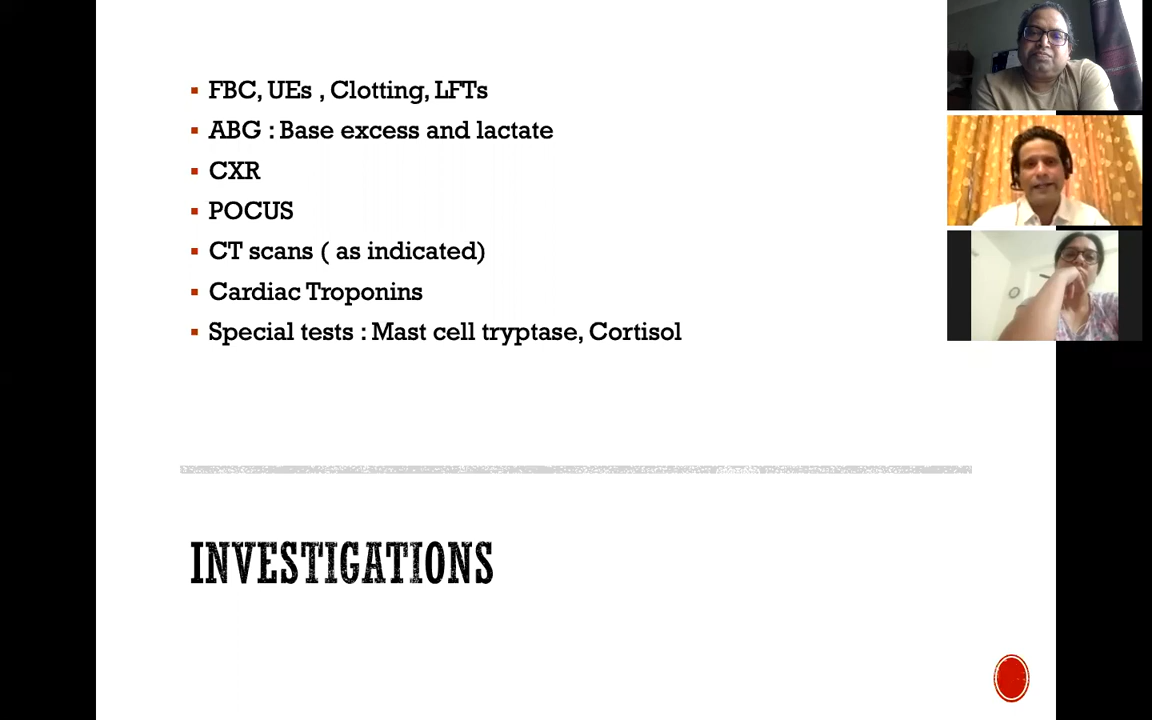 FBC, UEs , Clotting, LFTs
ABG : Base excess and lactate
CXR
POCUS
CT scans ( as indicated)
Cardiac Troponins
Special tests : Mast cell tryptase, Cortisol
INVESTIGATIONS